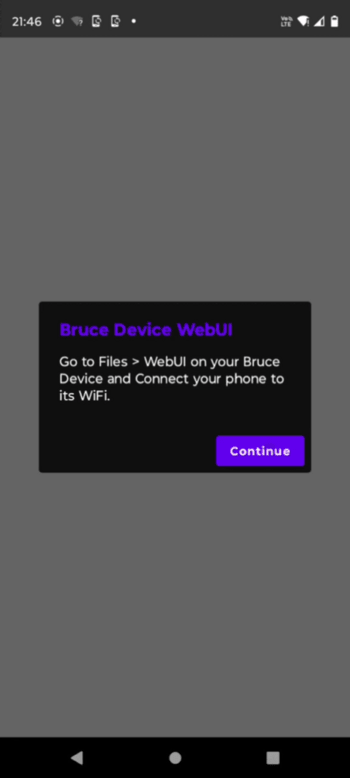 21:46
VoLTE
Bruce Device WebUI
Go to Files > WebUI on your Bruce
Device and Connect your phone to
its WiFi.
Continue